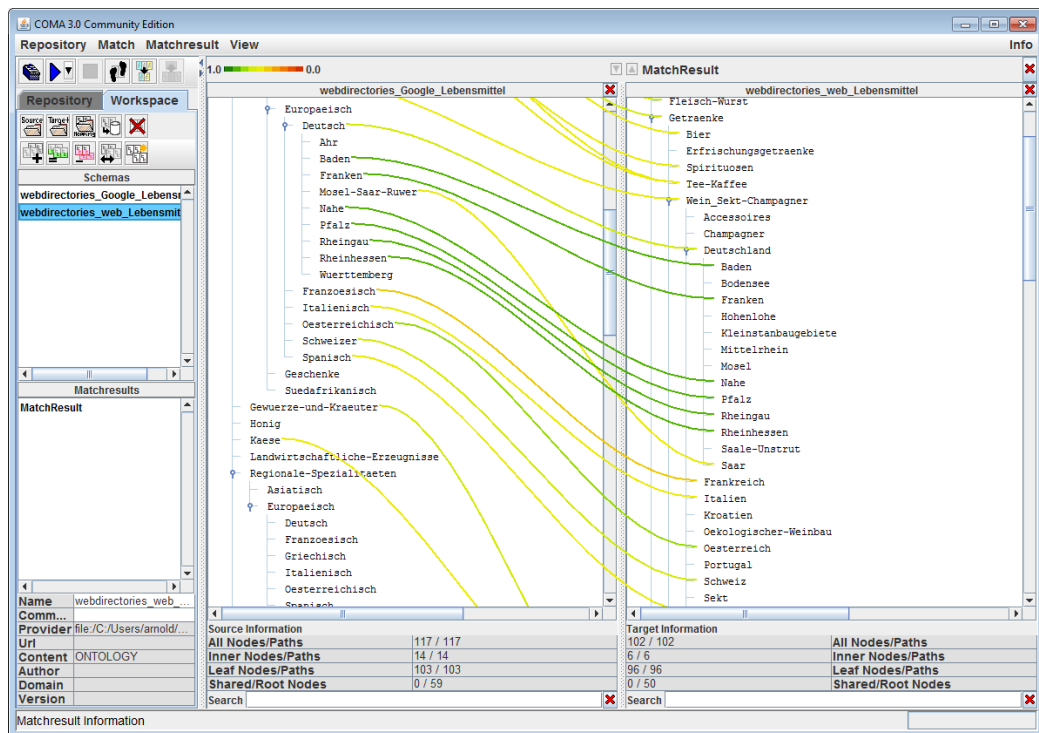 COMA 3.0 Community Edition
Repository Match Matchresult View Info
1.0 0.0
MatchResult
Repository Workspace
Source Target
Schemas
webdirectories_Google_Lebensm
webdirectories_web_Lebensmit
Matchresults
MatchResult
Name webdirectories_web_...
Comm...
Provider file:/C:/Users/arnold/...
Url
Content ONTOLOGY
Author
Domain
Version
webdirectories_Google_Lebensmittel
Europaeisch
Deutsch
Ahr
Baden
Franken
Mosel-Saar-Ruwer
Nahe
Pfalz
Rheingau
Rheinhessen
Wuerttemberg
Franzoesisch
Italienisch
Oesterreichisch
Schweizer
Spanisch
Geschenke
Suedafrikanisch
Gewuerze-und-Kraeuter
Honig
Kaese
Landwirtschaftliche-Erzeugnisse
Regionale-Spezialitaeten
Asiatisch
Europaeisch
Deutsch
Franzoesisch
Griechisch
Italienisch
Oesterreichisch
Spanisch
Source Information
All Nodes/Paths 117 / 117
Inner Nodes/Paths 14 / 14
Leaf Nodes/Paths 103 / 103
Shared/Root Nodes 0 / 59
Search
webdirectories_web_Lebensmittel
Fleisch-Wurst
Getraenke
Bier
Erfrischungsgetraenke
Spirituosen
Tee-Kaffee
Wein_Sekt-Champagner
Accessoires
Champagner
Deutschland
Baden
Bodensee
Franken
Hohenlohe
Kleinstanbaugebiete
Mittelrhein
Mosel
Nahe
Pfalz
Rheingau
Rheinhessen
Saale-Unstrut
Saar
Frankreich
Italien
Kroatien
Oekologischer-Weinbau
Oesterreich
Portugal
Schweiz
Sekt
Target Information
102 / 102 All Nodes/Paths
6 / 6 Inner Nodes/Paths
96 / 96 Leaf Nodes/Paths
0 / 50 Shared/Root Nodes
Search
Matchresult Information